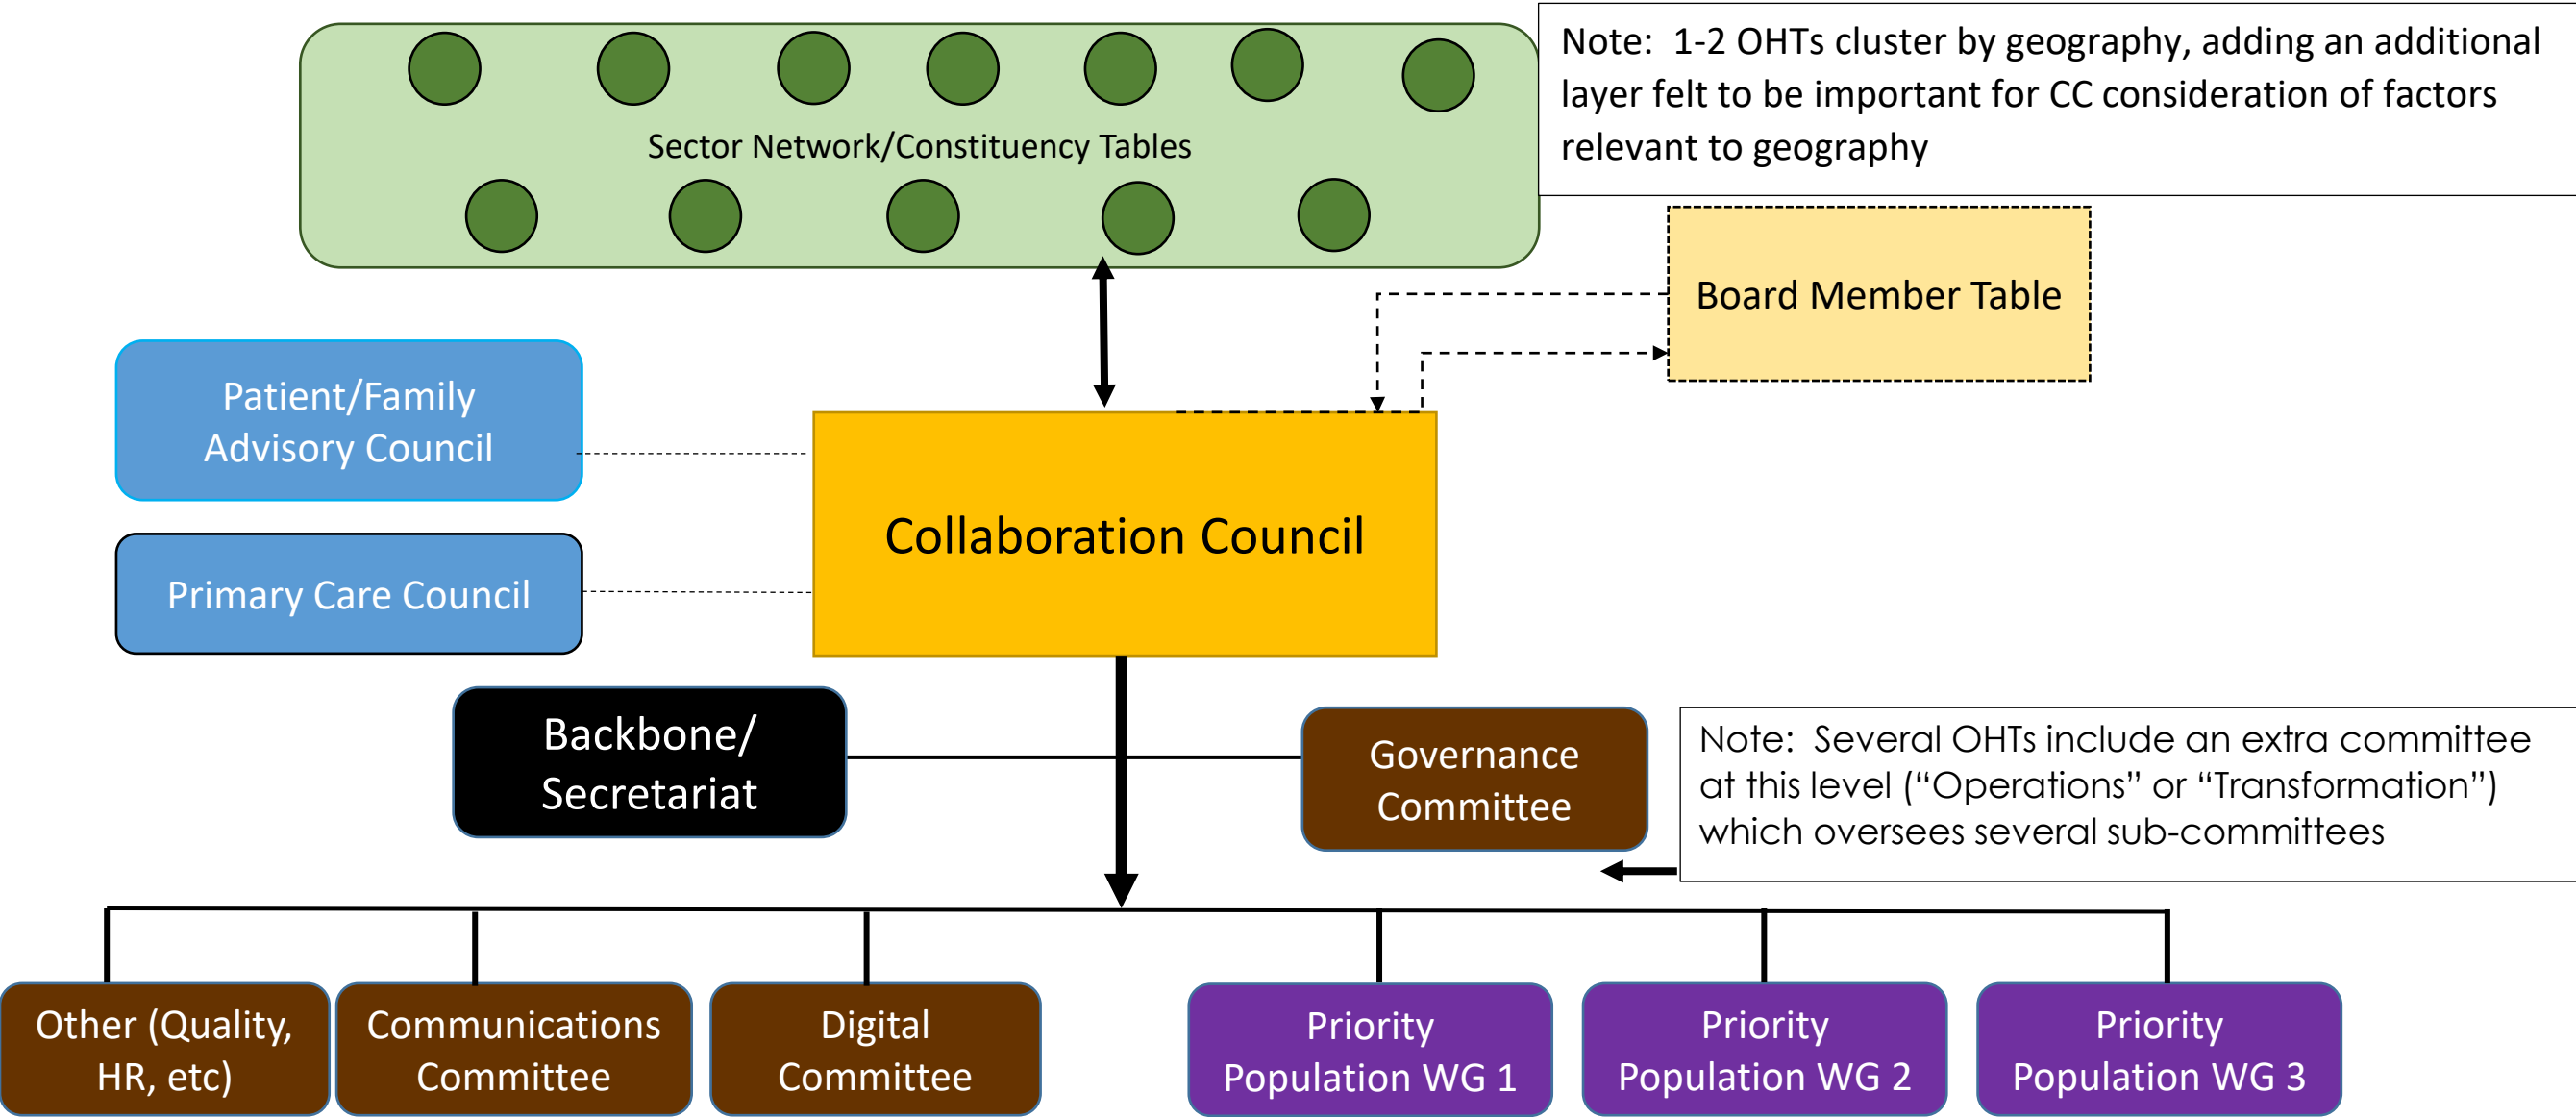 Note:  1-2 OHTs cluster by geography, adding an additional
layer felt to be important for CC consideration of factors
relevant to geography
Sector Network/Constituency Tables
Board Member Table
Patient/Family
Advisory Council
Collaboration Council
Primary Care Council
Backbone/
Secretariat
Governance
Committee
Note:  Several OHTs include an extra committee
at this level (“Operations” or “Transformation”)
which oversees several sub-committees
Other (Quality,
HR, etc)
Communications
Committee
Digital
Committee
Priority
Population WG 1
Priority
Population WG 2
Priority
Population WG 3